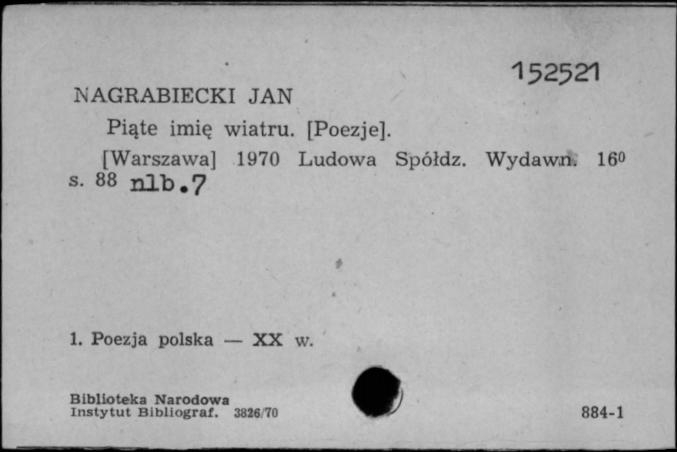 152521
NAGRABIECKI JAN
Piąte imię wiatru. [Poezje].
[Warszawa] 1970 Ludowa Spółdz. Wydawn. 16⁰
s. 88 nlb.7
1. Poezja polska — XX w.
Biblioteka Narodowa
Instytut Bibliograf. 3826/70
884-1